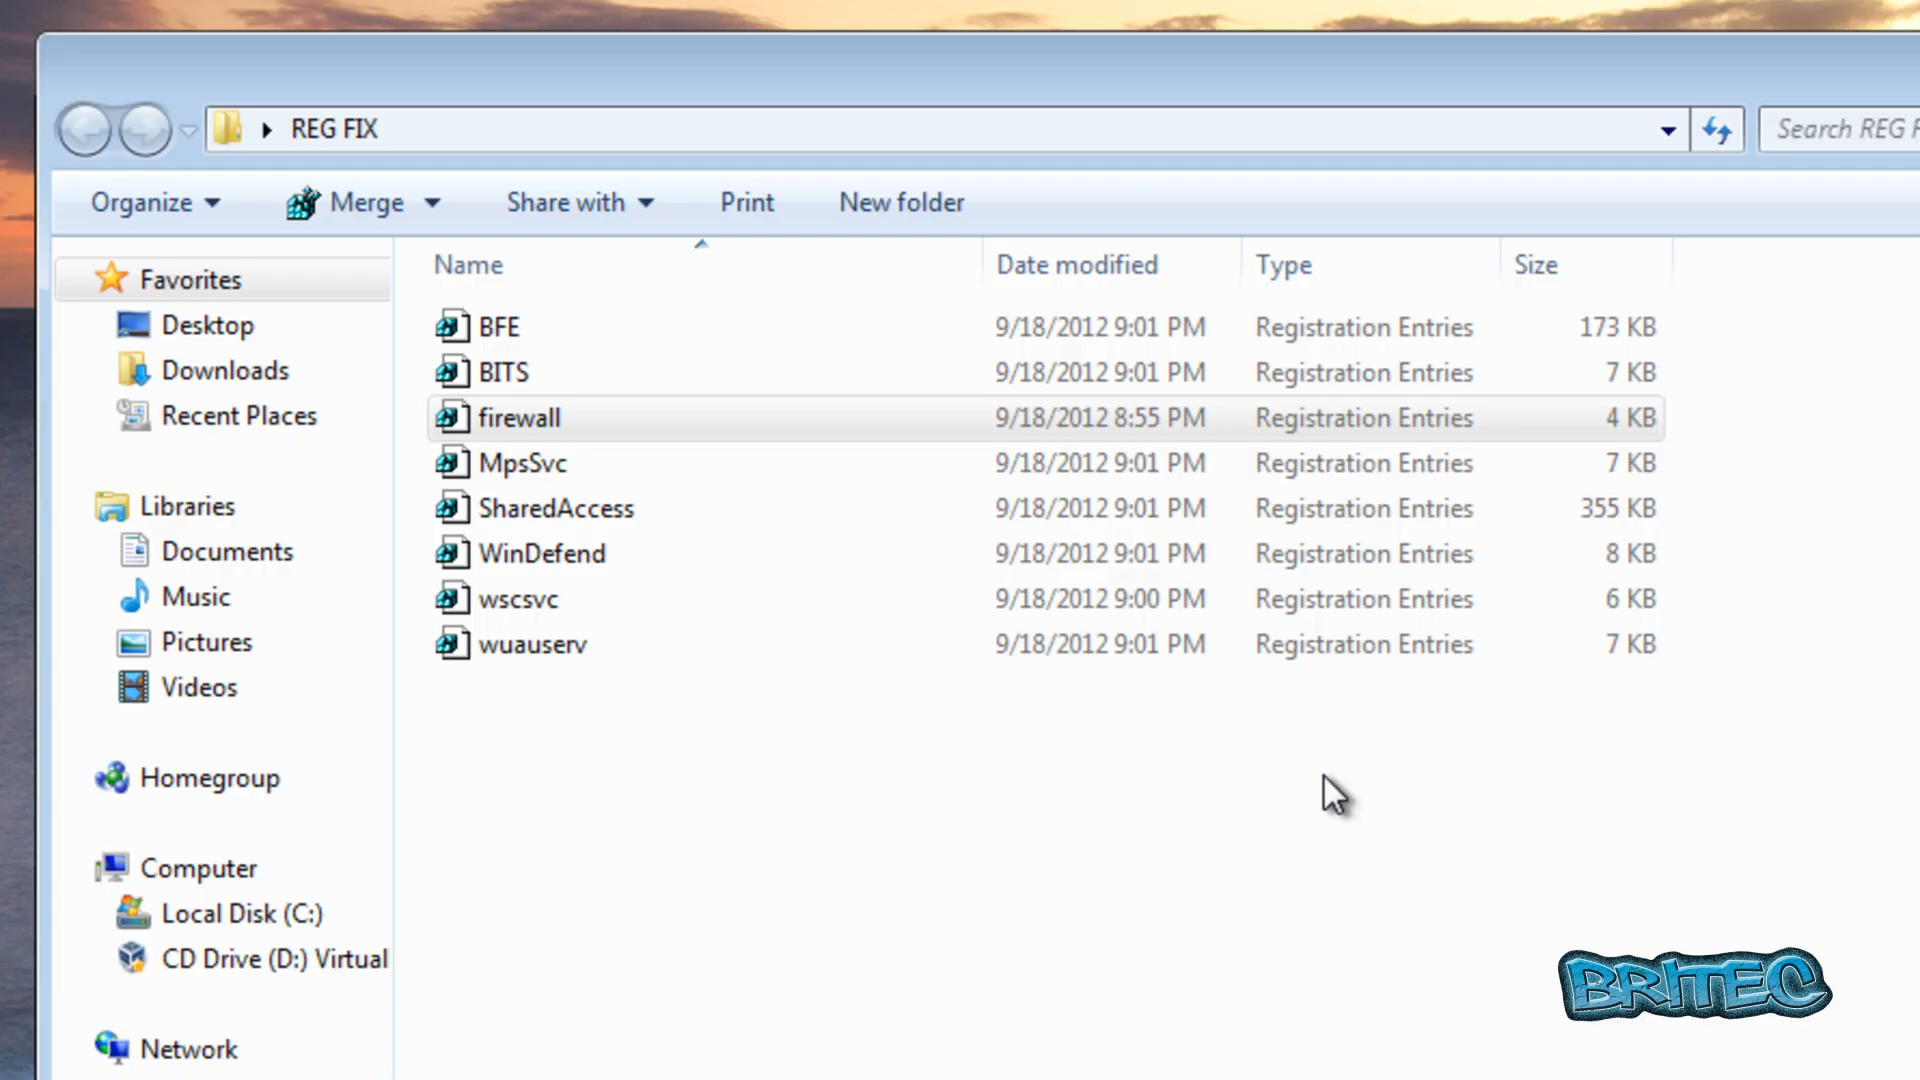 REG FIX
Search REG F
Organize Merge Share with Print New folder
Name Date modified Type Size
Favorites
Desktop
Downloads
Recent Places
Libraries
Documents
Music
Pictures
Videos
Homegroup
Computer
Local Disk (C:)
CD Drive (D:) Virtual
Network
BFE 9/18/2012 9:01 PM Registration Entries 173 KB
BITS 9/18/2012 9:01 PM Registration Entries 7 KB
firewall 9/18/2012 8:55 PM Registration Entries 4 KB
MpsSvc 9/18/2012 9:01 PM Registration Entries 7 KB
SharedAccess 9/18/2012 9:01 PM Registration Entries 355 KB
WinDefend 9/18/2012 9:01 PM Registration Entries 8 KB
wscsvc 9/18/2012 9:00 PM Registration Entries 6 KB
wuauserv 9/18/2012 9:01 PM Registration Entries 7 KB
BRITEC